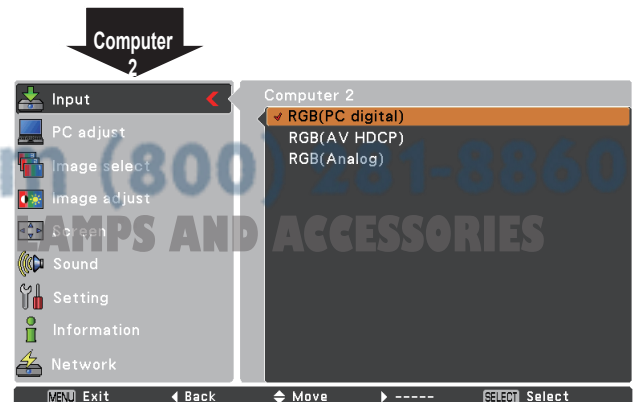 Computer
2
Input
PC adjust
Image select
Image adjust
Screen
Sound
Setting
Information
Network
Computer 2
RGB(PC digital)
RGB(AV HDCP)
RGB(Analog)
m (800) 281-8860
LAMPS AND ACCESSORIES
MENU Exit
Back
Move
-----
SELECT Select